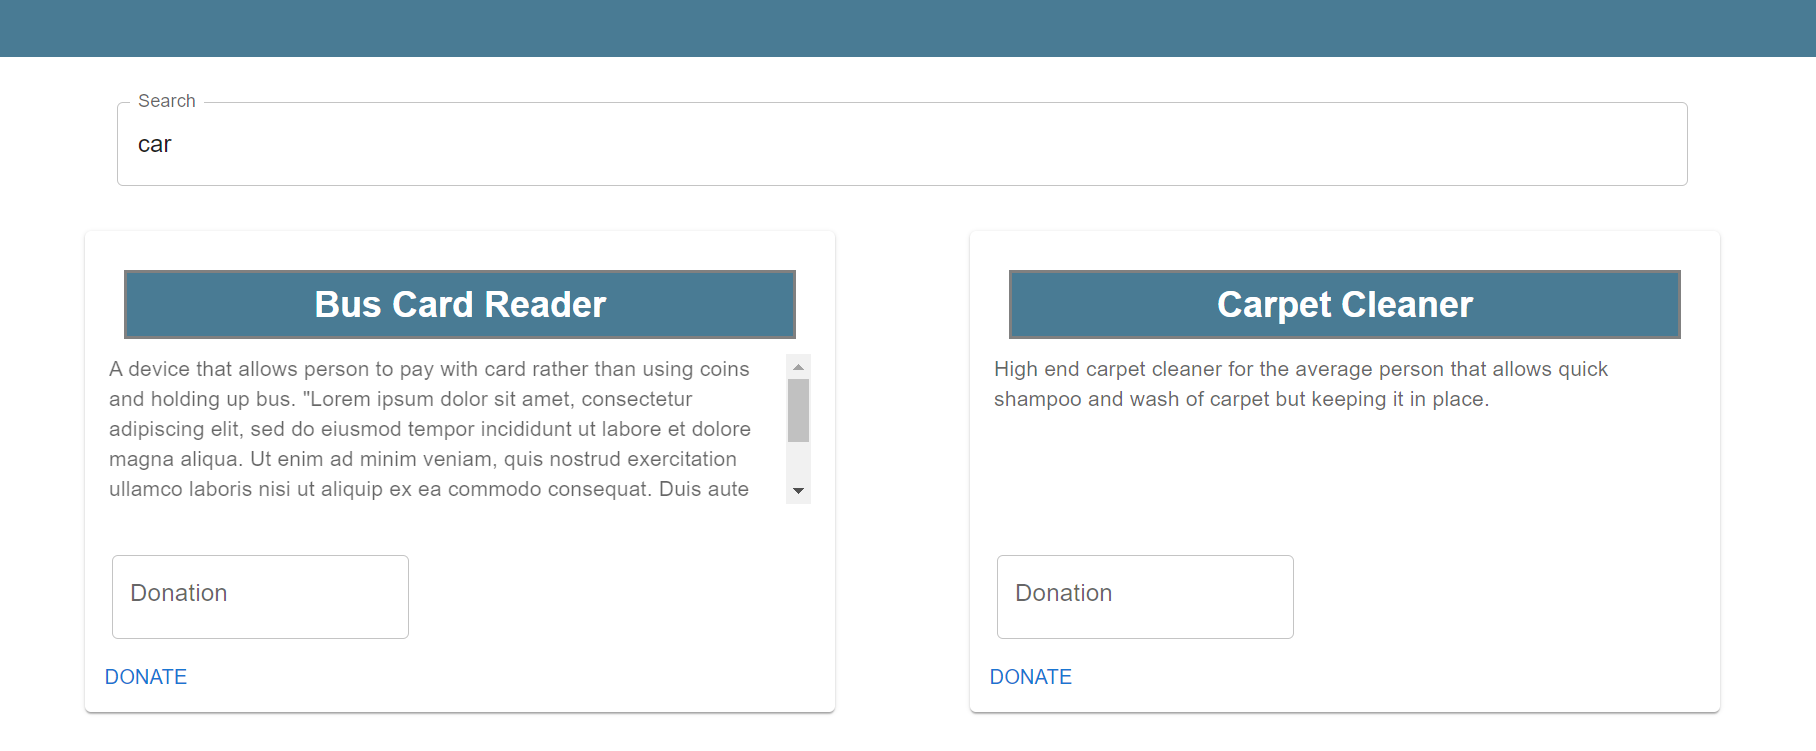 Search
car
Bus Card Reader
A device that allows person to pay with card rather than using coins
and holding up bus. "Lorem ipsum dolor sit amet, consectetur
adipiscing elit, sed do eiusmod tempor incididunt ut labore et dolore
magna aliqua. Ut enim ad minim veniam, quis nostrud exercitation
ullamco laboris nisi ut aliquip ex ea commodo consequat. Duis aute
Donation
DONATE
Carpet Cleaner
High end carpet cleaner for the average person that allows quick
shampoo and wash of carpet but keeping it in place.
Donation
DONATE